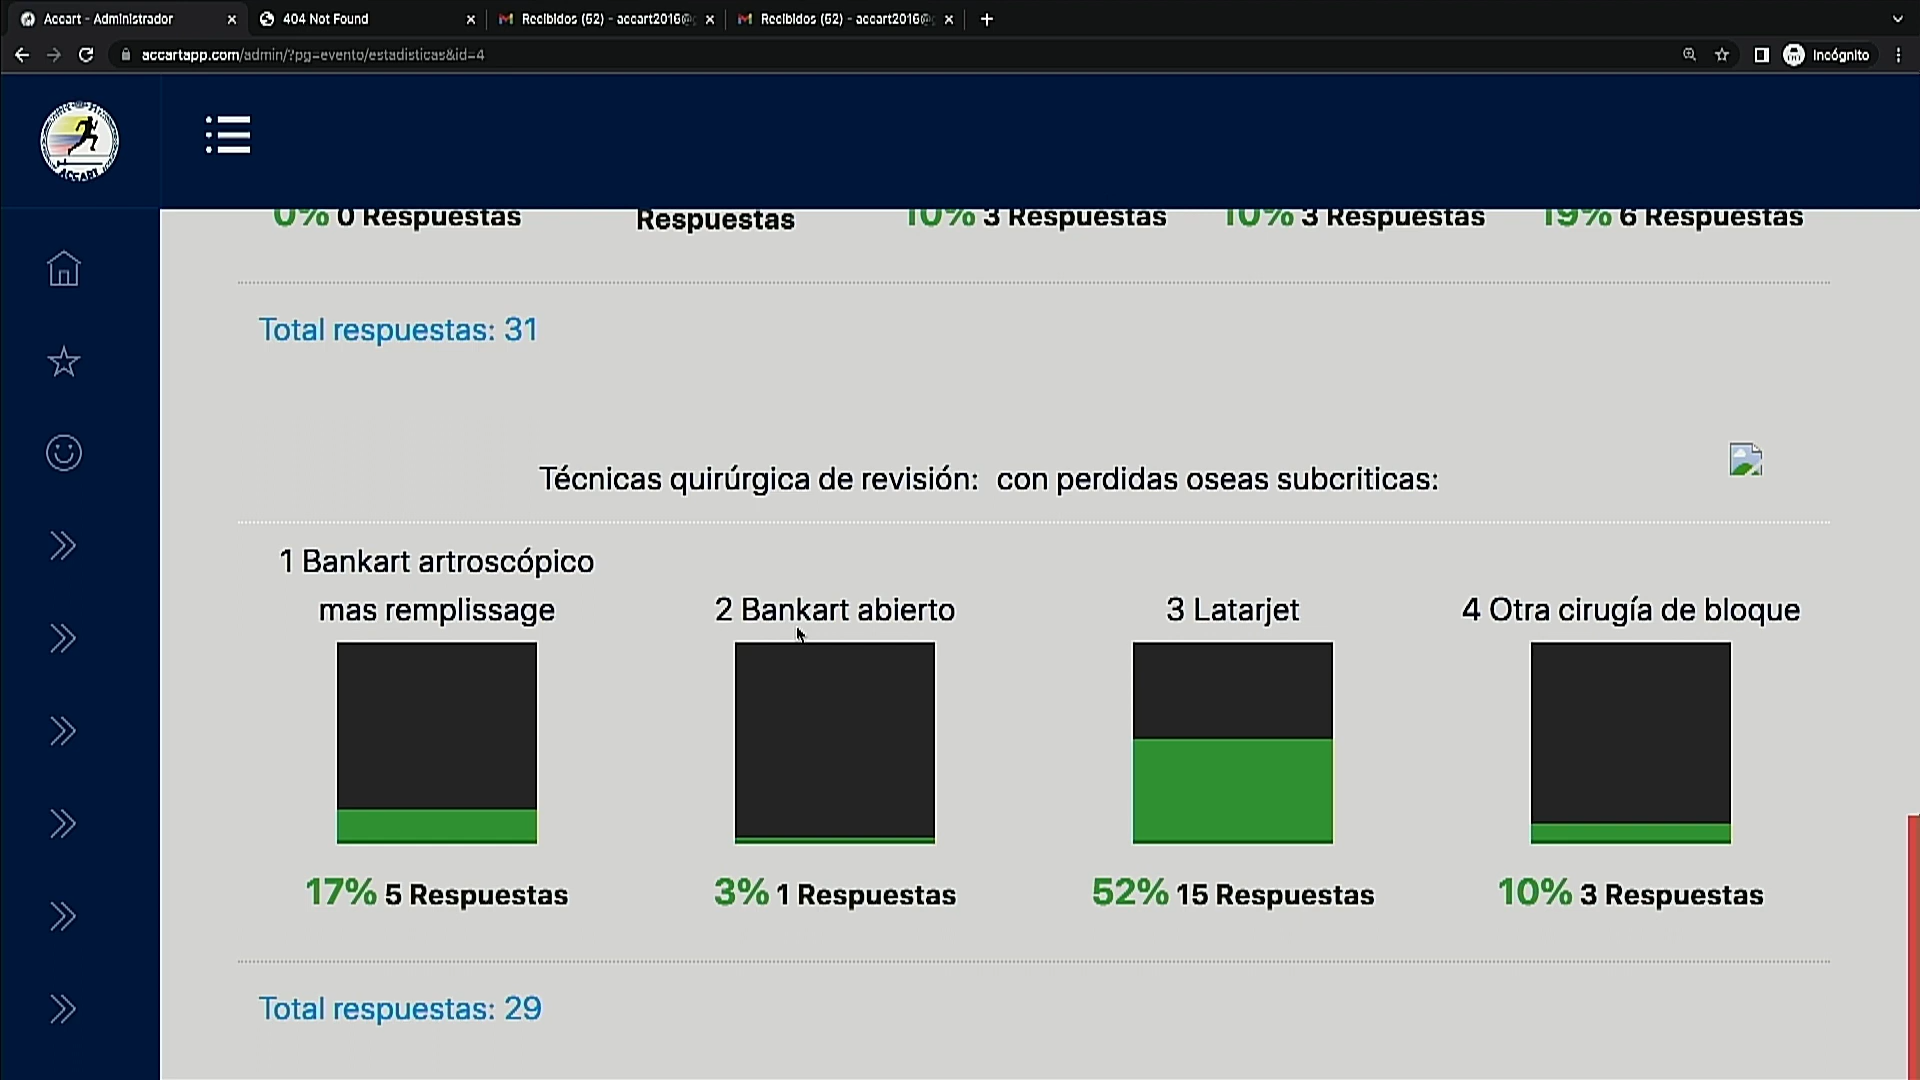 Accart - Administrador
404 Not Found
Recibidos (62) - accart2016@
Recibidos (62) - accart2016@
accartapp.com/admin/?pg=evento/estadisticas&id=4
Incógnito
ACCART
0% 0 Respuestas
Respuestas
10% 3 Respuestas
10% 3 Respuestas
19% 6 Respuestas
Total respuestas: 31
Técnicas quirúrgica de revisión: con perdidas oseas subcriticas:
1 Bankart artroscópico
mas remplissage
2 Bankart abierto
3 Latarjet
4 Otra cirugía de bloque
17% 5 Respuestas
3% 1 Respuestas
52% 15 Respuestas
10% 3 Respuestas
Total respuestas: 29